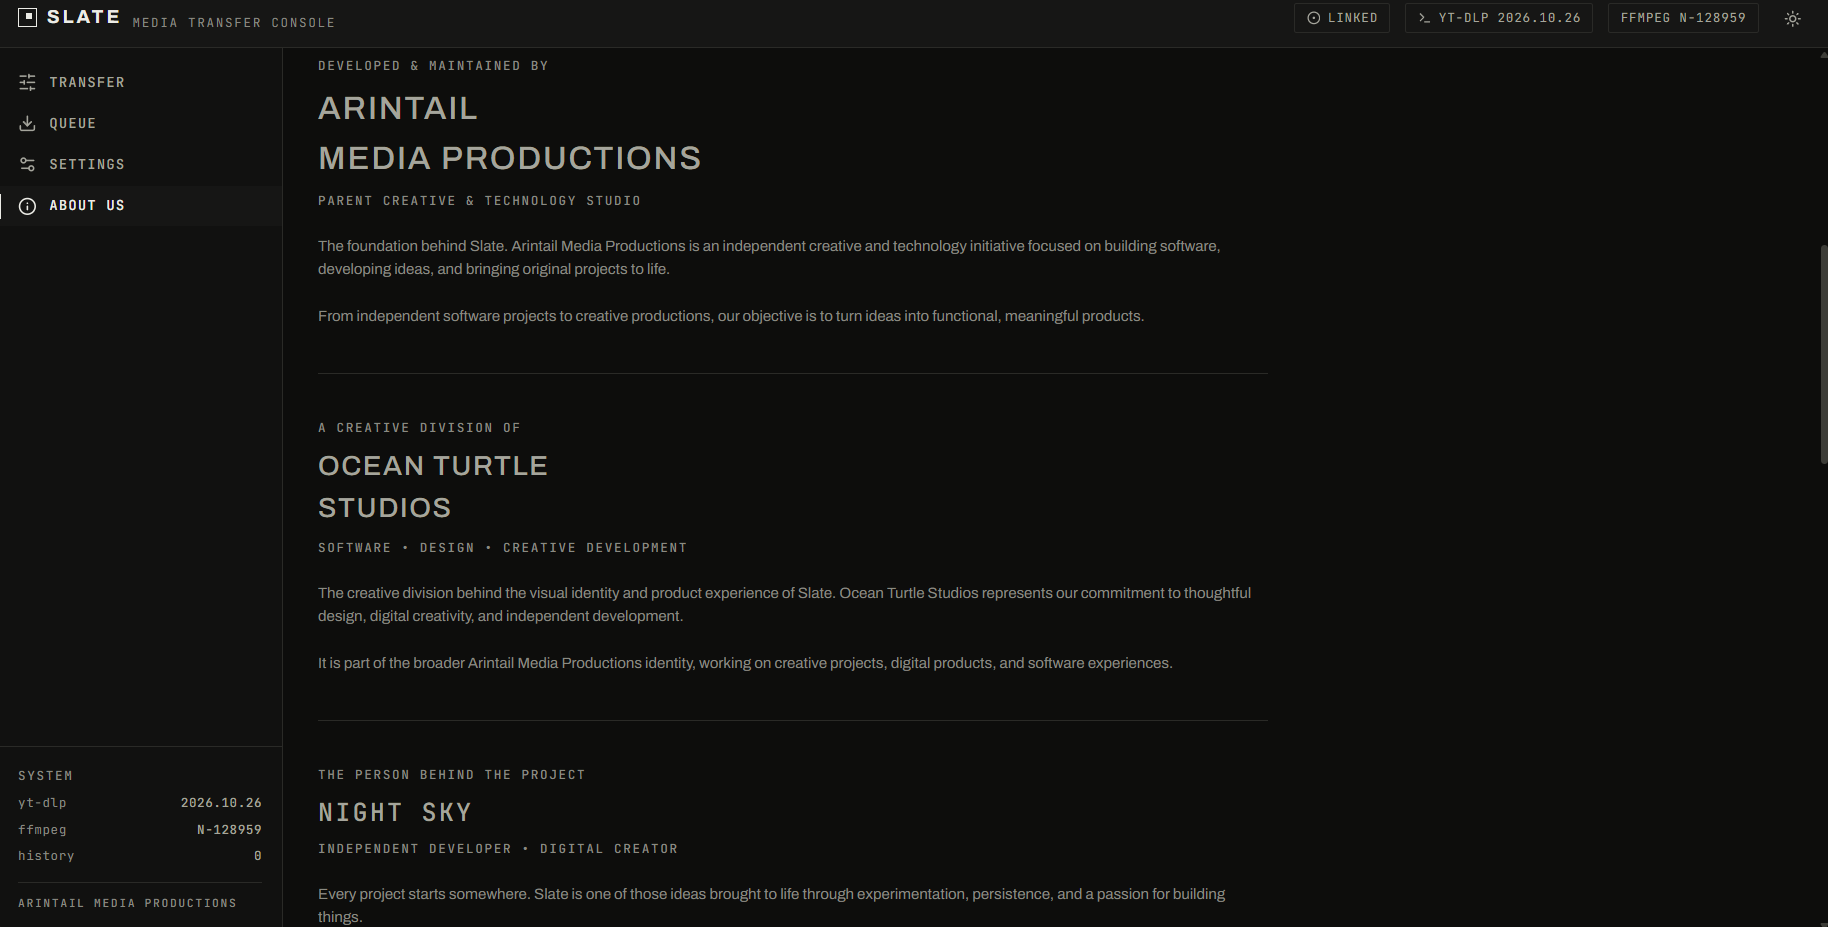 SLATE MEDIA TRANSFER CONSOLE
LINKED
YT-DLP 2026.10.26
FFMPEG N-128959
TRANSFER
QUEUE
SETTINGS
ABOUT US
SYSTEM
yt-dlp 2026.10.26
ffmpeg N-128959
history 0
ARINTAIL MEDIA PRODUCTIONS
DEVELOPED & MAINTAINED BY
ARINTAIL
MEDIA PRODUCTIONS
PARENT CREATIVE & TECHNOLOGY STUDIO
The foundation behind Slate. Arintail Media Productions is an independent creative and technology initiative focused on building software,
developing ideas, and bringing original projects to life.
From independent software projects to creative productions, our objective is to turn ideas into functional, meaningful products.
A CREATIVE DIVISION OF
OCEAN TURTLE
STUDIOS
SOFTWARE • DESIGN • CREATIVE DEVELOPMENT
The creative division behind the visual identity and product experience of Slate. Ocean Turtle Studios represents our commitment to thoughtful
design, digital creativity, and independent development.
It is part of the broader Arintail Media Productions identity, working on creative projects, digital products, and software experiences.
THE PERSON BEHIND THE PROJECT
NIGHT SKY
INDEPENDENT DEVELOPER • DIGITAL CREATOR
Every project starts somewhere. Slate is one of those ideas brought to life through experimentation, persistence, and a passion for building
things.